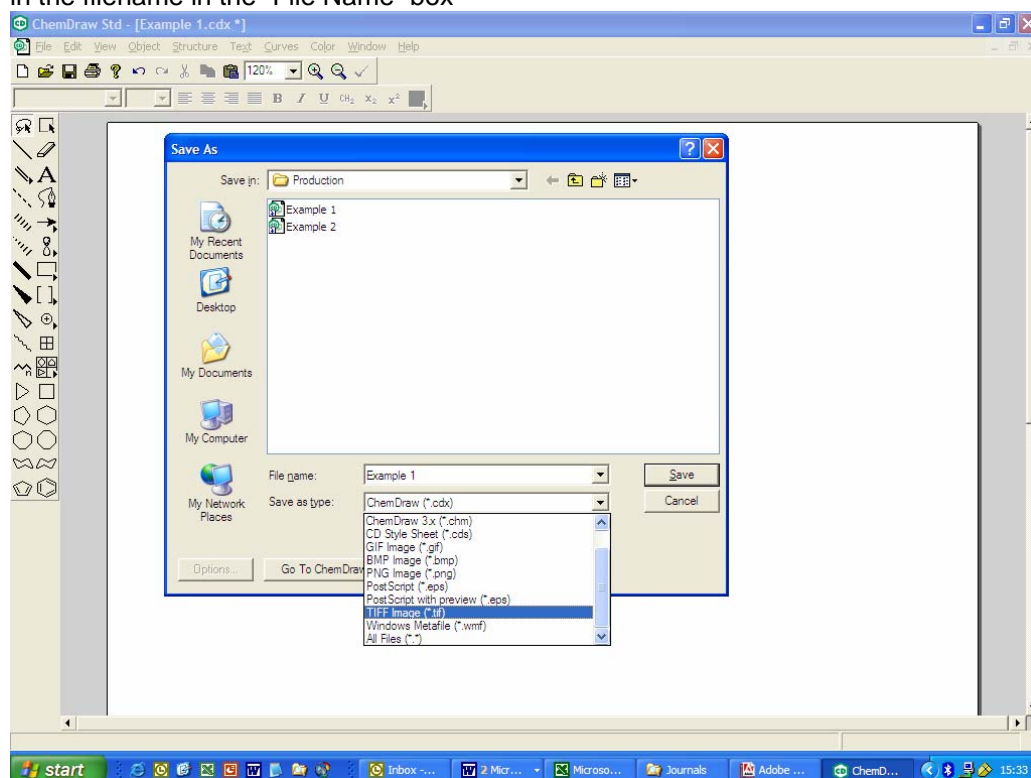 in the filename in the "File Name" box
ChemDraw Std - [Example 1.cdx *]
File Edit View Object Structure Text Curves Color Window Help
120%
B I U CH₂ X₂ X²
A
Save As
Save in: Production
Example 1
Example 2
My Recent
Documents
Desktop
My Documents
My Computer
My Network
Places
File name: Example 1 Save
Save as type: ChemDraw (*.cdx) Cancel
ChemDraw 3.x (*.chm)
CD Style Sheet (*.cds)
GIF Image (*.gif)
BMP Image (*.bmp)
PNG Image (*.png)
PostScript (*.eps)
PostScript with preview (*.eps)
TIFF Image (*.tif)
Windows Metafile (*.wmf)
All Files (*.*)
Options... Go To ChemDraw
start Inbox -... 2 Micr... Microso... Journals Adobe ... ChemD... 15:33